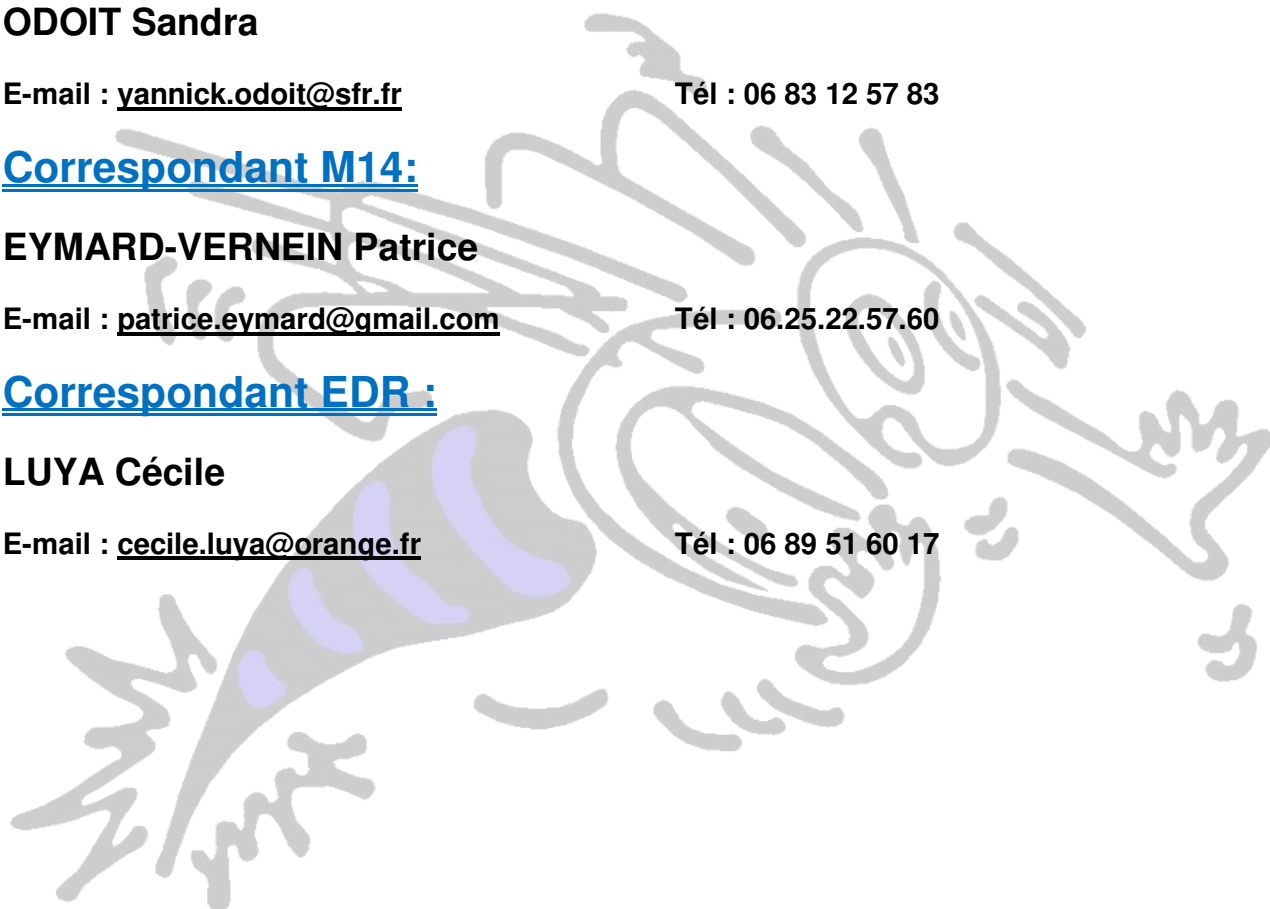 ODOIT Sandra
E-mail : yannick.odoit@sfr.fr Tél : 06 83 12 57 83
Correspondant M14:
EYMARD-VERNEIN Patrice
E-mail : patrice.eymard@gmail.com Tél : 06.25.22.57.60
Correspondant EDR :
LUYA Cécile
E-mail : cecile.luya@orange.fr Tél : 06 89 51 60 17